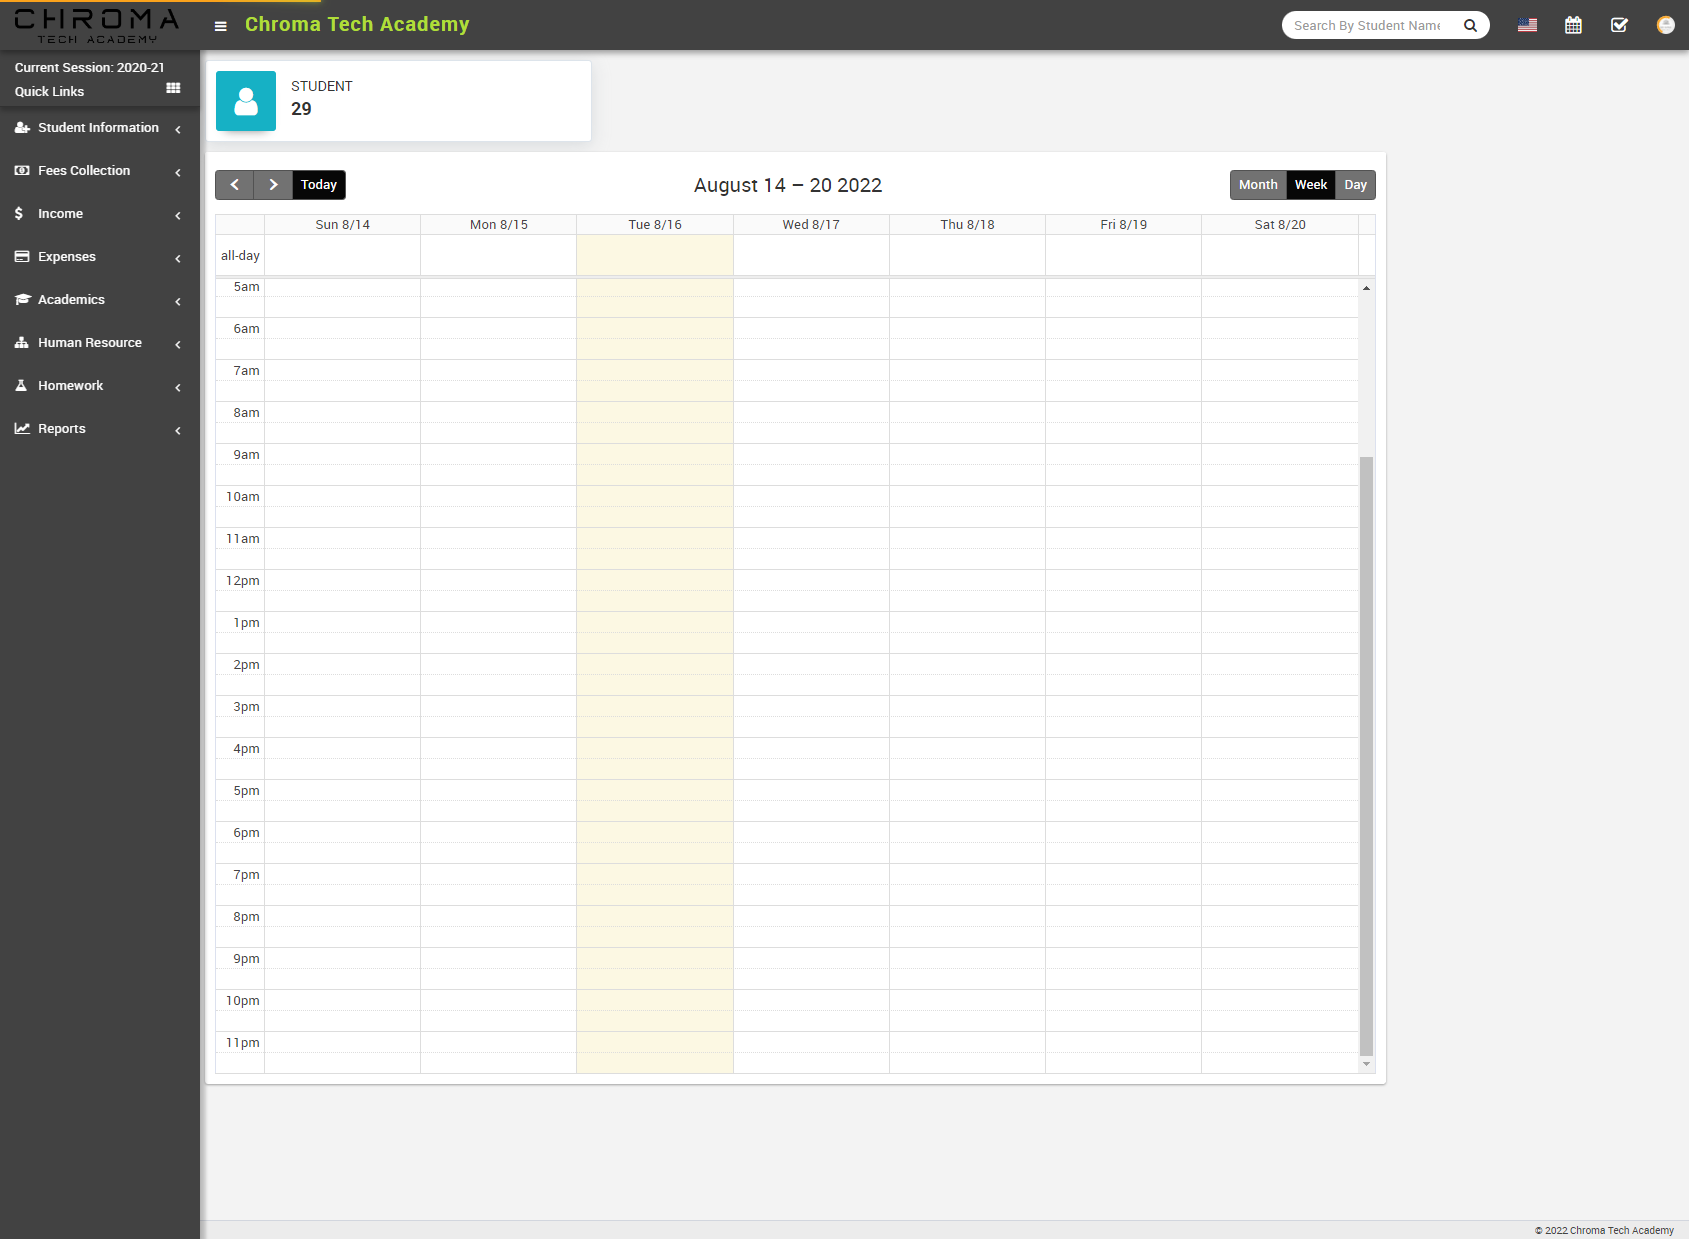 CHROMA
TECH ACADEMY
Chroma Tech Academy
Search By Student Name
Current Session: 2020-21
Quick Links
Student Information
Fees Collection
Income
Expenses
Academics
Human Resource
Homework
Reports
STUDENT
29
Today
August 14 – 20 2022
Month Week Day
Sun 8/14 Mon 8/15 Tue 8/16 Wed 8/17 Thu 8/18 Fri 8/19 Sat 8/20
all-day
5am
6am
7am
8am
9am
10am
11am
12pm
1pm
2pm
3pm
4pm
5pm
6pm
7pm
8pm
9pm
10pm
11pm
© 2022 Chroma Tech Academy